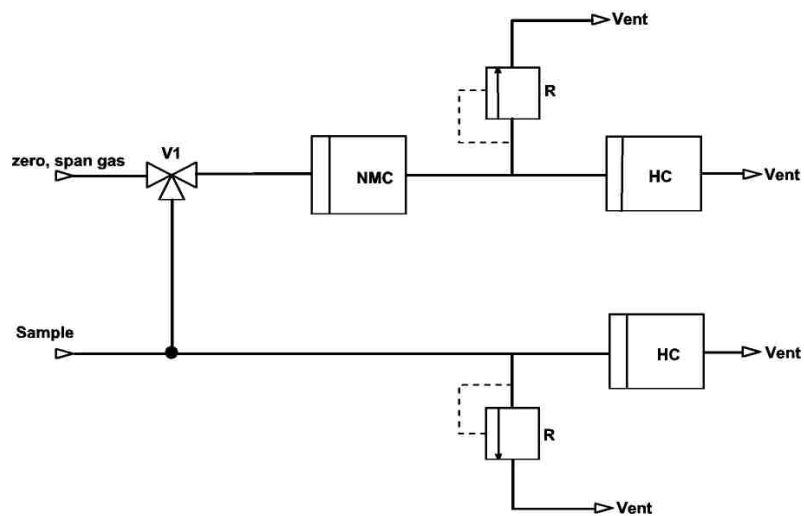 Vent
R
V1
zero, span gas
NMC
HC
Vent
Sample
HC
Vent
R
Vent